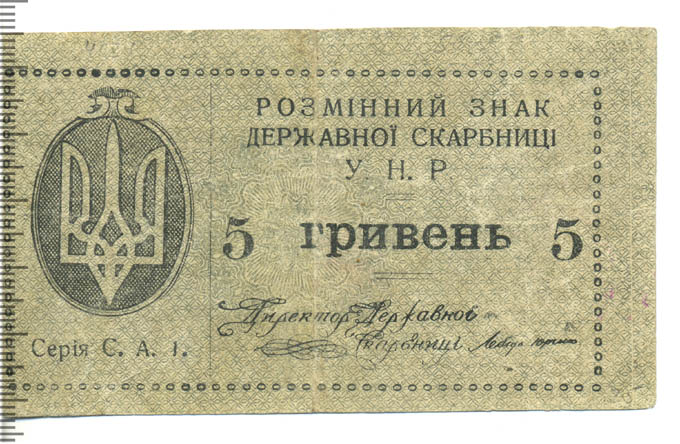 РОЗМІННИЙ ЗНАК
ДЕРЖАВНОЇ СКАРБНИЦІ
У. Н. Р
5 гривень 5
Директор Державної
Скарбниці
Серія С. А. І.